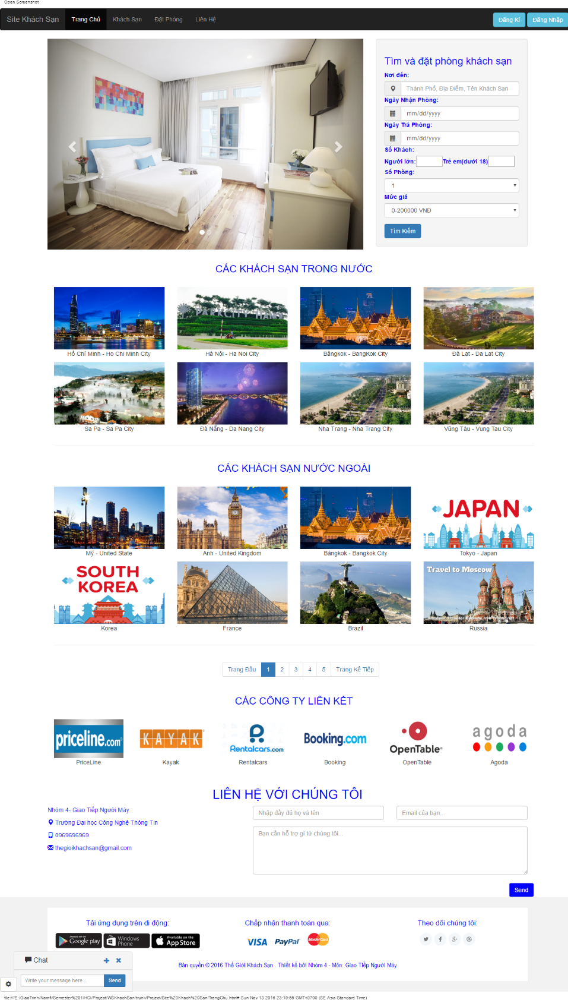 Open Screenshot
Site Khách Sạn Trang Chủ Khách Sạn Đặt Phòng Liên Hệ Đăng Kí Đăng Nhập
Tìm và đặt phòng khách sạn
Nơi đến:
Thành Phố, Địa Điểm, Tên Khách Sạn
Ngày Nhận Phòng:
mm/dd/yyyy
Ngày Trả Phòng:
mm/dd/yyyy
Số Khách:
Người lớn: Trẻ em(dưới 18)
Số Phòng:
1
Mức giá
0-200000 VNĐ
Tìm Kiếm
CÁC KHÁCH SẠN TRONG NƯỚC
PARKCITY HANOI
Hồ Chí Minh - Ho Chi Minh City Hà Nội - Ha Noi City Băngkok - BangKok City Đà Lạt - Da Lat City
Sa Pa - Sa Pa City Đà Nẵng - Da Nang City Nha Trang - Nha Trang City Vũng Tàu - Vung Tau City
CÁC KHÁCH SẠN NƯỚC NGOÀI
JAPAN
Mỹ - United State Anh - United Kingdom Băngkok - Bangkok City Tokyo - Japan
SOUTH KOREA
Travel to Moscow
Amateur Traveler Episode 490 Transcript
Korea France Brazil Russia
Trang Đầu 1 2 3 4 5 Trang Kế Tiếp
CÁC CÔNG TY LIÊN KẾT
priceline.com KAYAK Rentalcars.com Booking.com OpenTable agoda
PriceLine Kayak Rentalcars Booking OpenTable Agoda
LIÊN HỆ VỚI CHÚNG TÔI
Nhóm 4- Giao Tiếp Người Máy
Trường Đại học Công Nghệ Thông Tin
0969696969
thegioikhachsan@gmail.com
Nhập đầy đủ họ và tên Email của bạn...
Bạn cần hỗ trợ gì từ chúng tôi...
Send
Tải ứng dụng trên di động: Chấp nhận thanh toán qua: Theo dõi chúng tôi:
ANDROID APP ON Google play Windows Phone Available on the App Store VISA PayPal MasterCard
Bản quyền © 2016 Thế Giới Khách Sạn . Thiết kế bởi Nhóm 4 - Môn: Giao Tiếp Người Máy
Chat
Write your message here... Send
file:///E:/GiaoTrinh/Nam4/Semester%201/HCI/Project/WSKhachSan/trunk/Project/Site%20Khach%20San/TrangChu.html# Sun Nov 13 2016 23:19:55 GMT+0700 (SE Asia Standard Time)